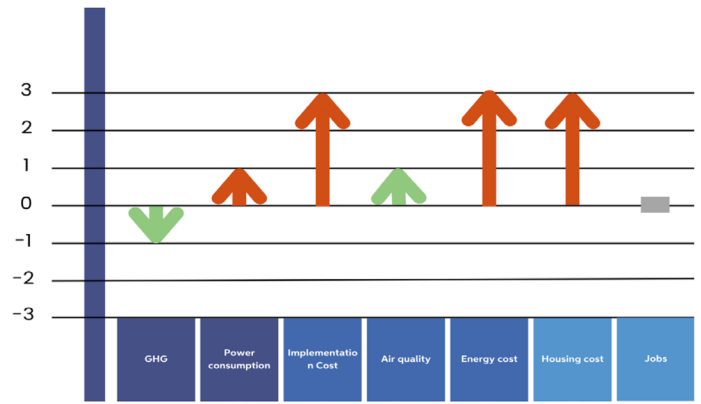 3
2
1
0
-1
-2
-3
GHG
Power
consumption
Implementatio
n Cost
Air quality
Energy cost
Housing cost
Jobs